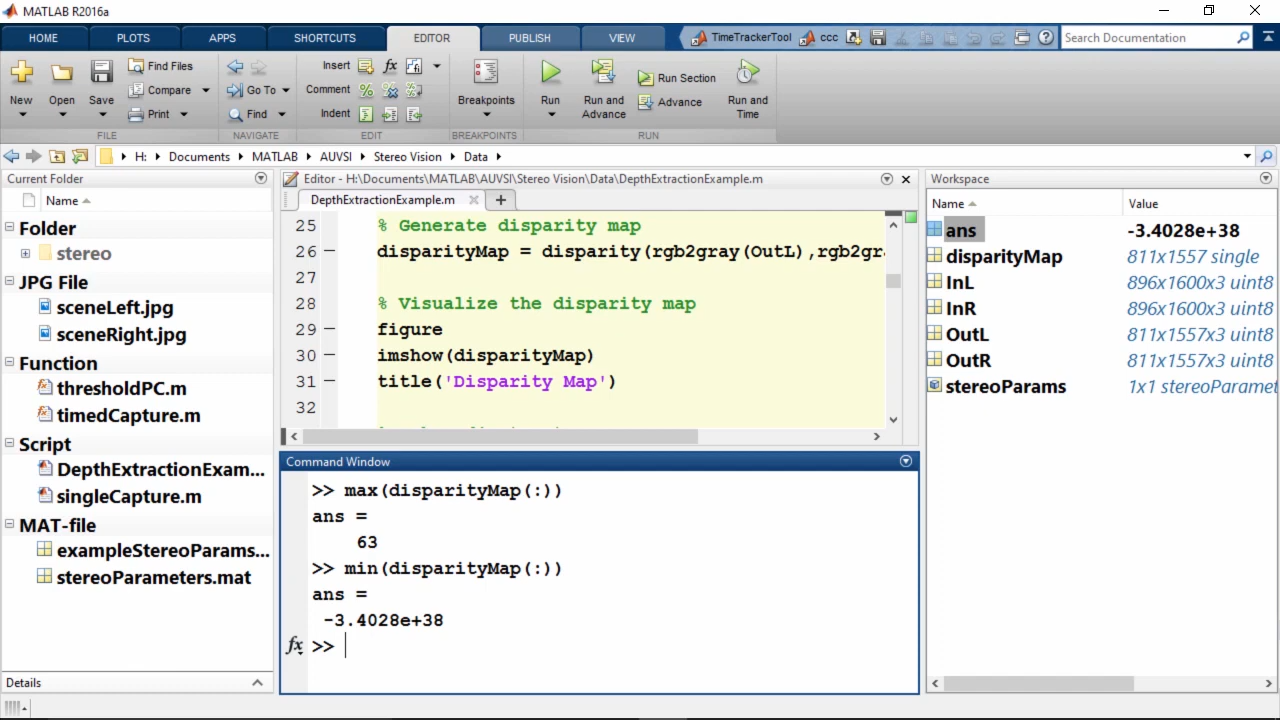 MATLAB R2016a
HOME PLOTS APPS SHORTCUTS EDITOR PUBLISH VIEW TimeTrackerTool ccc Search Documentation
New Open Save Find Files Compare Print
FILE
Go To Find
NAVIGATE
Insert fx
Comment %
Indent
EDIT
Breakpoints
BREAKPOINTS
Run Run and Advance Run Section Advance Run and Time
RUN
H: Documents MATLAB AUVSI Stereo Vision Data
Current Folder
Name
Folder
stereo
JPG File
sceneLeft.jpg
sceneRight.jpg
Function
thresholdPC.m
timedCapture.m
Script
DepthExtractionExam...
singleCapture.m
MAT-file
exampleStereoParams...
stereoParameters.mat
Details
Editor - H:\Documents\MATLAB\AUVSI\Stereo Vision\Data\DepthExtractionExample.m
DepthExtractionExample.m
25 % Generate disparity map
26 – disparityMap = disparity(rgb2gray(OutL),rgb2gr
27
28 % Visualize the disparity map
29 – figure
30 – imshow(disparityMap)
31 – title('Disparity Map')
32
Command Window
>> max(disparityMap(:))
ans =
63
>> min(disparityMap(:))
ans =
-3.4028e+38
fx >>
Workspace
Name Value
ans -3.4028e+38
disparityMap 811x1557 single
InL 896x1600x3 uint8
InR 896x1600x3 uint8
OutL 811x1557x3 uint8
OutR 811x1557x3 uint8
stereoParams 1x1 stereoParamet